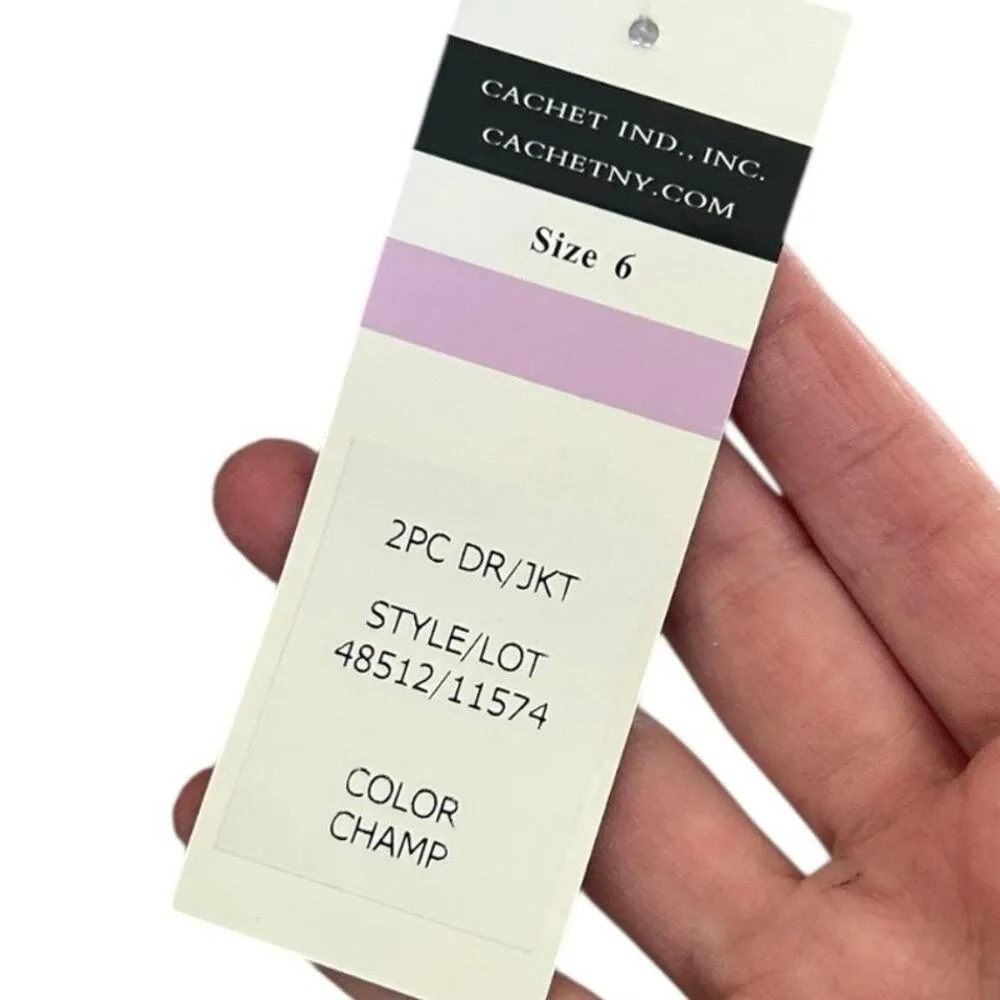 CACHET IND., INC.
CACHETNY.COM
Size 6
2PC DR/JKT
STYLE/LOT
48512/11574
COLOR
CHAMP